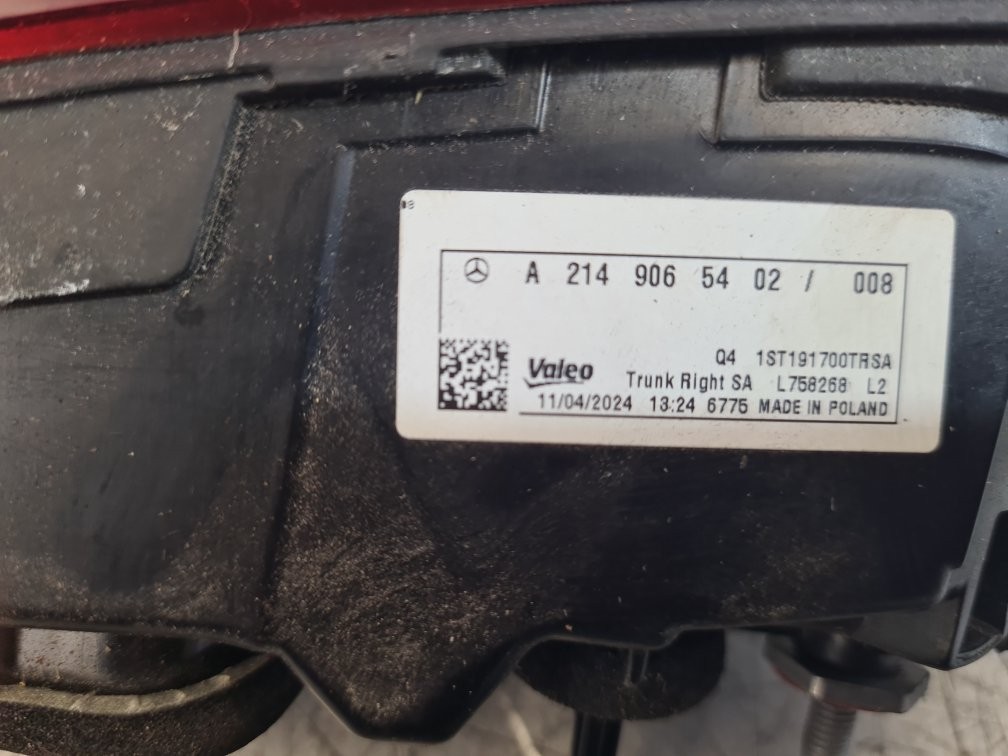 A 214 906 54 02 / 008
Q4 1ST191700TRSA
Valeo
Trunk Right SA L758268 L2
11/04/2024 13:24 6775 MADE IN POLAND